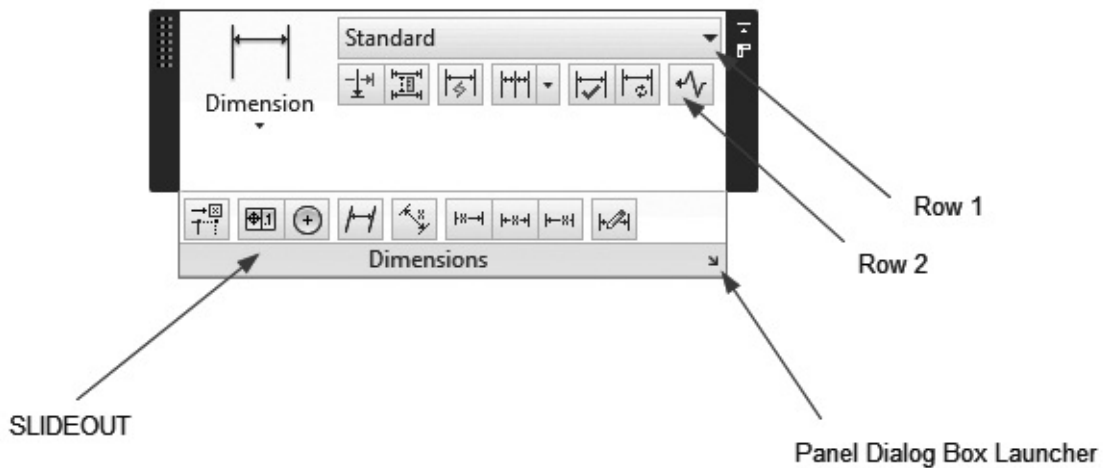 Standard
Dimension
Row 1
Row 2
Dimensions
SLIDEOUT
Panel Dialog Box Launcher